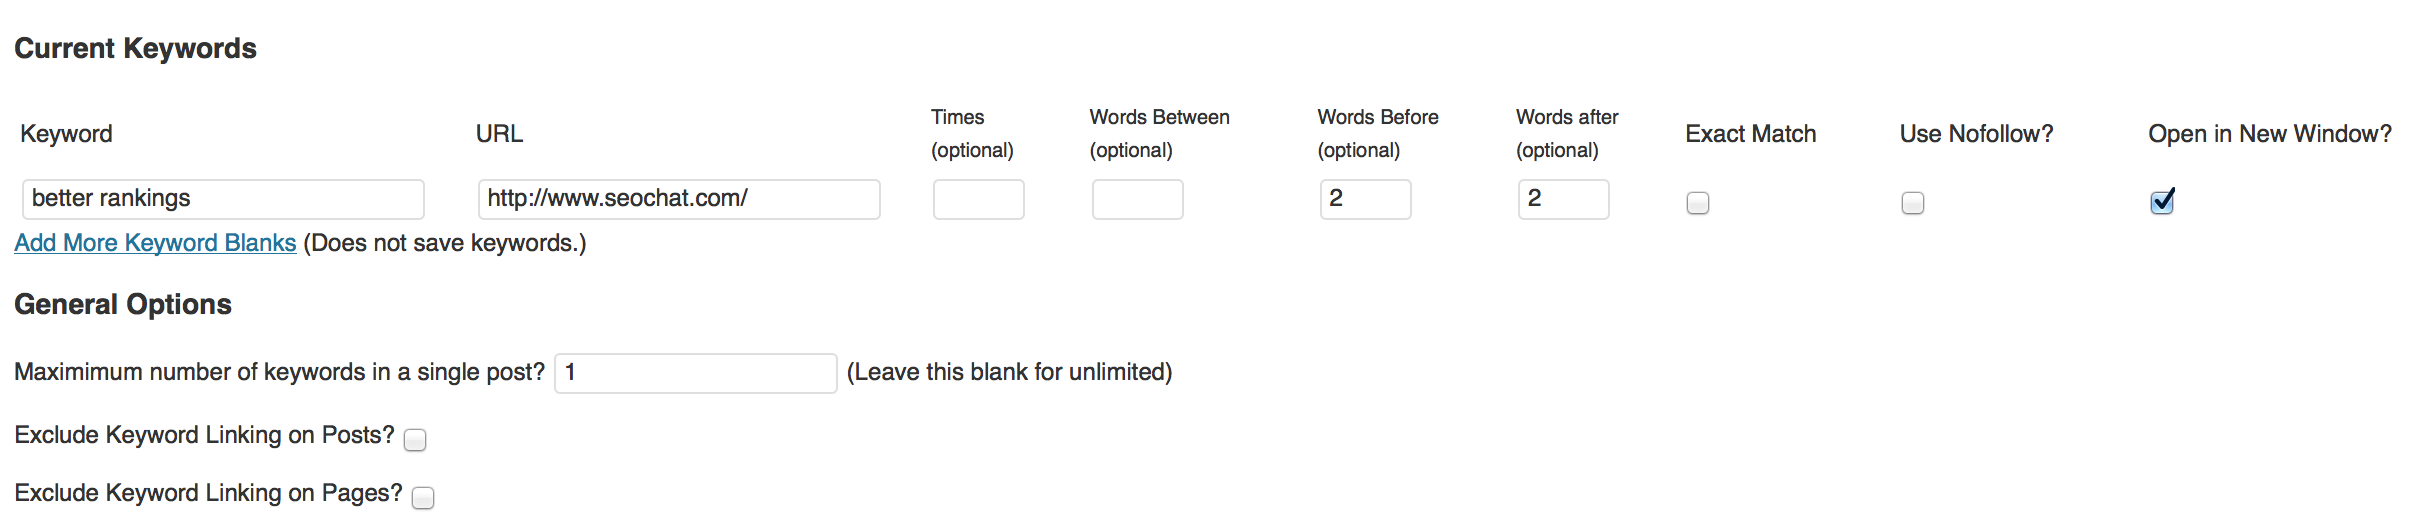 Current Keywords
Keyword URL Times (optional) Words Between (optional) Words Before (optional) Words after (optional) Exact Match Use Nofollow? Open in New Window?
better rankings http://www.seochat.com/ 2 2
Add More Keyword Blanks (Does not save keywords.)
General Options
Maximimum number of keywords in a single post? 1 (Leave this blank for unlimited)
Exclude Keyword Linking on Posts?
Exclude Keyword Linking on Pages?